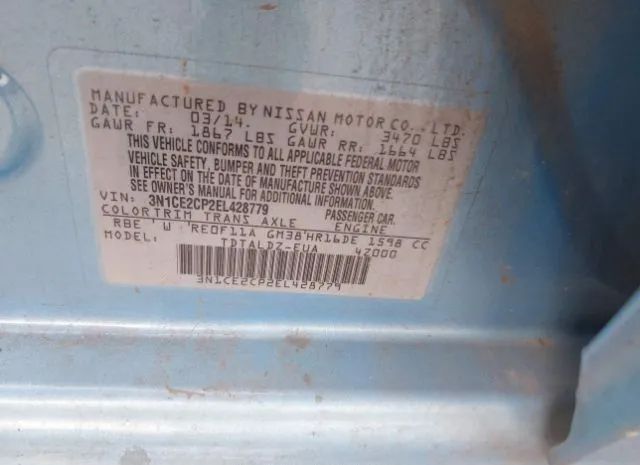 MANUFACTURED BY NISSAN MOTOR CO., LTD.
DATE: 03/14. GVWR: 3470 LBS
GAWR FR: 1867 LBS GAWR RR: 1664 LBS
THIS VEHICLE CONFORMS TO ALL APPLICABLE FEDERAL MOTOR
VEHICLE SAFETY, BUMPER AND THEFT PREVENTION STANDARDS
IN EFFECT ON THE DATE OF MANUFACTURE SHOWN ABOVE.
SEE OWNER'S MANUAL FOR ADDITIONAL INFORMATION.
VIN: 3N1CE2CP2EL428779 PASSENGER CAR.
COLOR TRIM TRANS AXLE ENGINE
RBE W RE0F11A GM38 HR16DE 1598 CC
MODEL: TDTALDZ-EUA 4Z000
3N1CE2CP2EL428779